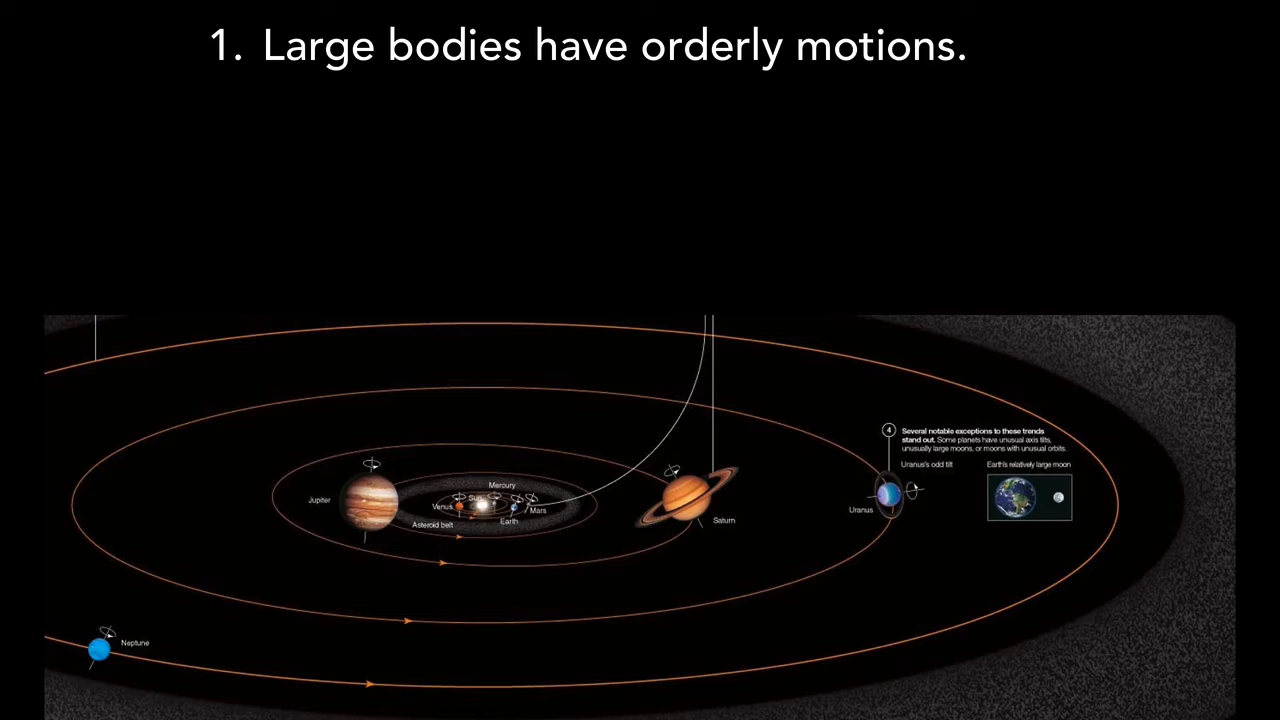 1. Large bodies have orderly motions.
4
Several notable exceptions to these trends
stand out. Some planets have unusual axis tilts,
unusually large moons, or moons with unusual orbits.
Uranus's odd tilt
Earth's relatively large moon
Mercury
Sun
Jupiter
Venus
Mars
Uranus
Earth
Saturn
Asteroid belt
Neptune